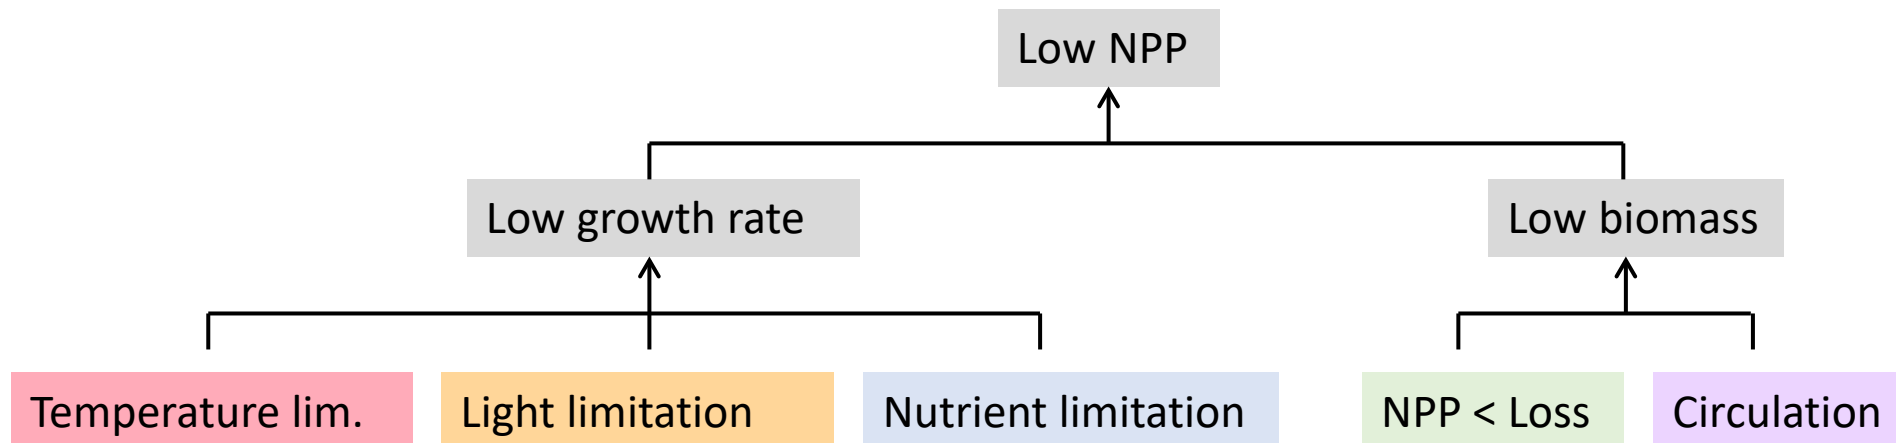 Low NPP
Low growth rate
Low biomass
Temperature lim.
Light limitation
Nutrient limitation
NPP < Loss
Circulation